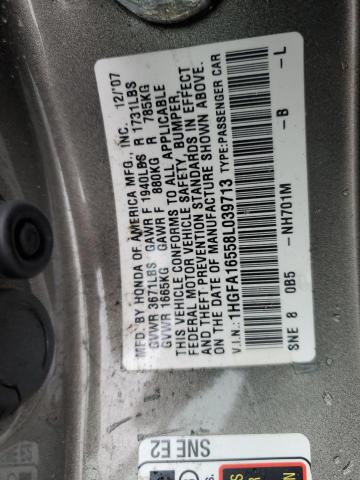 MFD. BY HONDA OF AMERICA MFG., INC. 12/'07
GVWR 3671LBS GAWR F 1940LBS R 1731LBS
GVWR 1665KG GAWR F 880KG R 785KG
THIS VEHICLE CONFORMS TO ALL APPLICABLE
FEDERAL MOTOR VEHICLE SAFETY, BUMPER,
AND THEFT PREVENTION STANDARDS IN EFFECT
ON THE DATE OF MANUFACTURE SHOWN ABOVE.
V.I.N.: 1HGFA16558L039713 TYPE:PASSENGER CAR
SNE 8 0B5 -NH701M -B -L
SNE E2